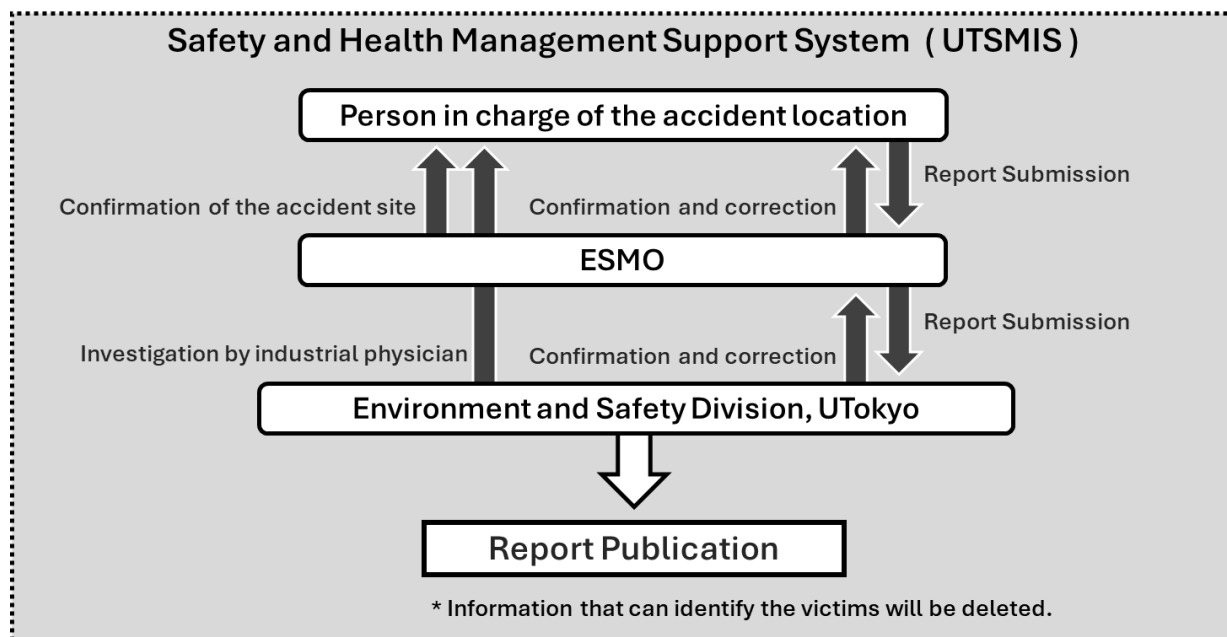 Safety and Health Management Support System ( UTSMIS )
Person in charge of the accident location
Report Submission
Confirmation of the accident site
Confirmation and correction
ESMO
Report Submission
Investigation by industrial physician
Confirmation and correction
Environment and Safety Division, UTokyo
Report Publication
* Information that can identify the victims will be deleted.